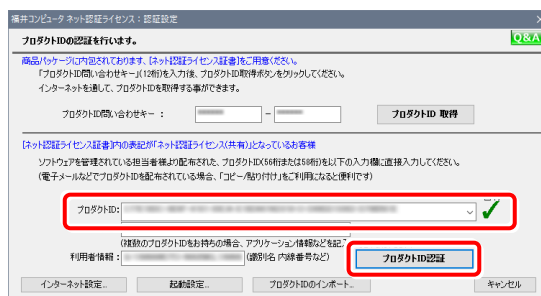 福井コンピュータ ネット認証ライセンス：認証設定
プロダクトIDの認証を行います。
Q&A
商品パッケージに内包されております、[ネット認証ライセンス証書]をご用意ください。
「プロダクトID問い合わせキー」(12桁)を入力後、プロダクトID取得ボタンをクリックしてください。
インターネットを通して、プロダクトIDを取得する事ができます。
プロダクトID問い合わせキー :
-
プロダクトID 取得
[ネット認証ライセンス証書]内の表記が「ネット認証ライセンス(共有)」となっているお客様
ソフトウェアを管理されている担当者様より配布された、プロダクトID(56桁または58桁)を以下の入力欄に直接入力してください。
(電子メールなどでプロダクトIDを配布されている場合、「コピー/貼り付け」をご利用になると便利です)
プロダクトID:
(複数のプロダクトIDをお持ちの場合、アプリケーション情報などを記
利用者情報 :
(識別名 内線番号など)
プロダクトID認証
インターネット設定...
起動設定...
プロダクトIDのインポート...
キャンセル